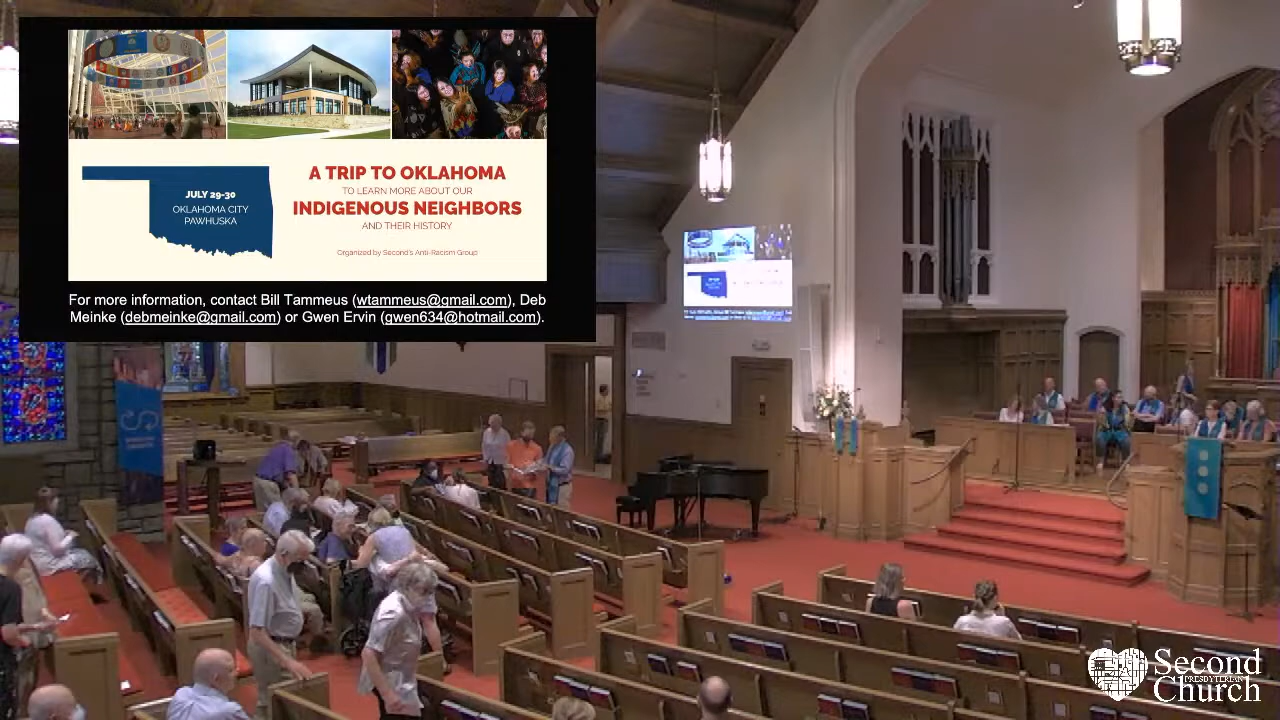 A TRIP TO OKLAHOMA
TO LEARN MORE ABOUT OUR
INDIGENOUS NEIGHBORS
AND THEIR HISTORY
Organized by Second's Anti-Racism Group
JULY 29-30
OKLAHOMA CITY
PAWHUSKA
For more information, contact Bill Tammeus (wtammeus@gmail.com), Deb
Meinke (debmeinke@gmail.com) or Gwen Ervin (gwen634@hotmail.com).
Second
PRESBYTERIAN
Church